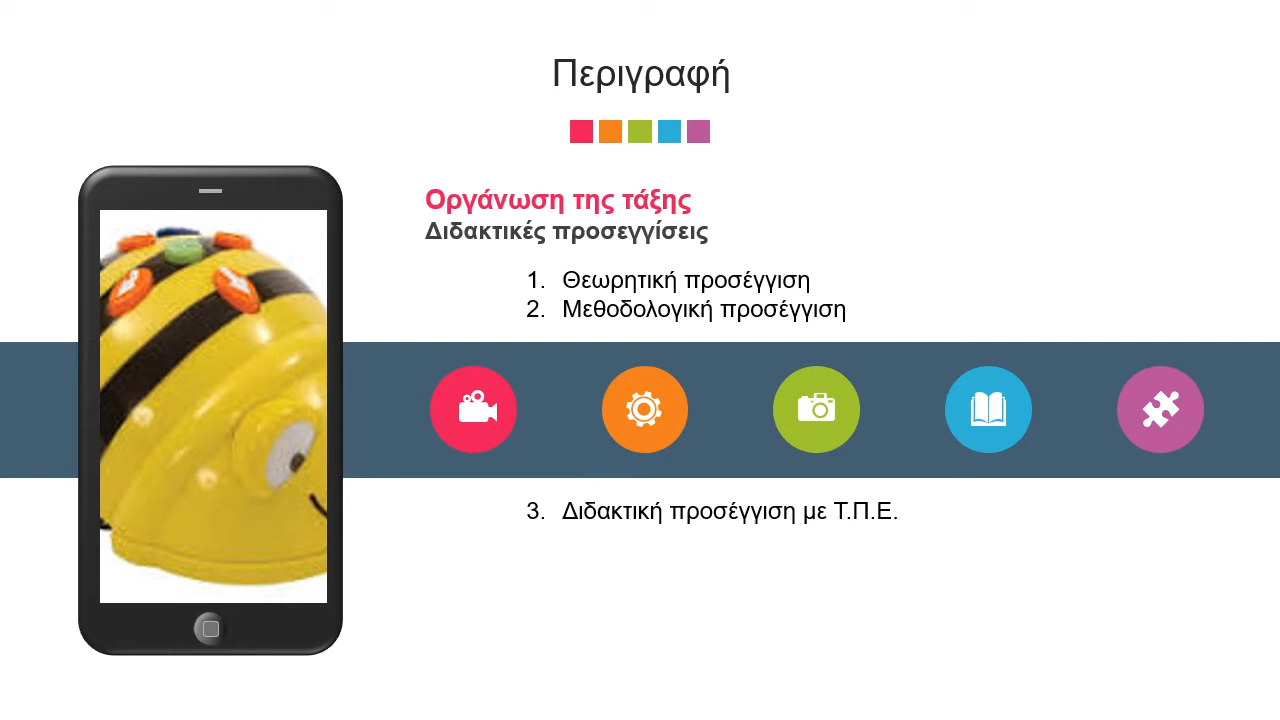 Περιγραφή
Οργάνωση της τάξης
Διδακτικές προσεγγίσεις
1. Θεωρητική προσέγγιση
2. Μεθοδολογική προσέγγιση
3. Διδακτική προσέγγιση με Τ.Π.Ε.